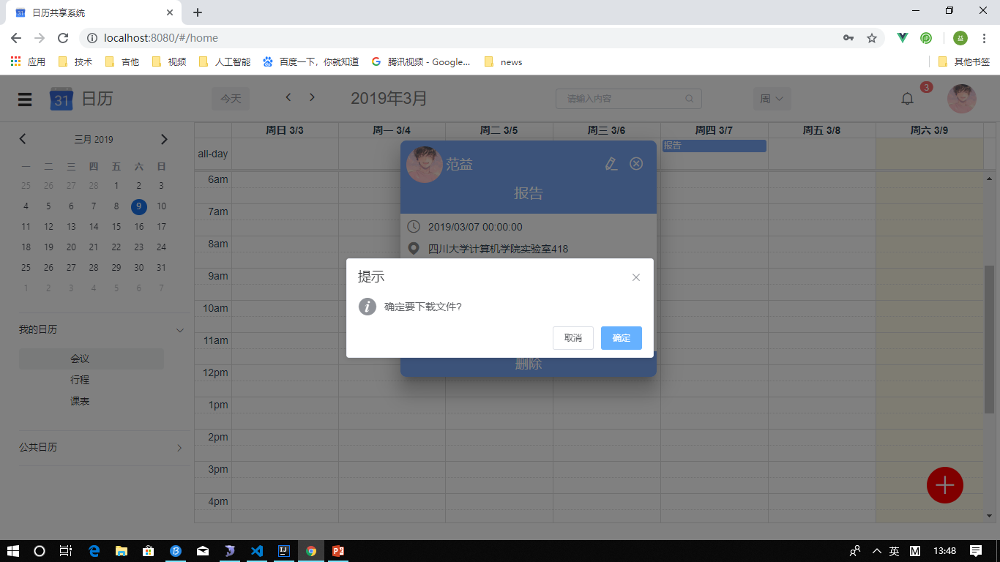 日历共享系统
localhost:8080/#/home
益
应用 技术 吉他 视频 人工智能 百度一下，你就知道 腾讯视频 - Google... news 其他书签
31 日历 今天 2019年3月 请输入内容 周 3
三月 2019
一 二 三 四 五 六 日
25 26 27 28 1 2 3
4 5 6 7 8 9 10
11 12 13 14 15 16 17
18 19 20 21 22 23 24
25 26 27 28 29 30 31
1 2 3 4 5 6 7
我的日历
会议
行程
课表
公共日历
周日 3/3 周一 3/4 周二 3/5 周三 3/6 周四 3/7 周五 3/8 周六 3/9
all-day 报告
6am
7am
8am
9am
10am
11am
12pm
1pm
2pm
3pm
4pm
范益
报告
2019/03/07 00:00:00
四川大学计算机学院实验室418
提示
确定要下载文件?
取消 确定
删除
英 M 13:48